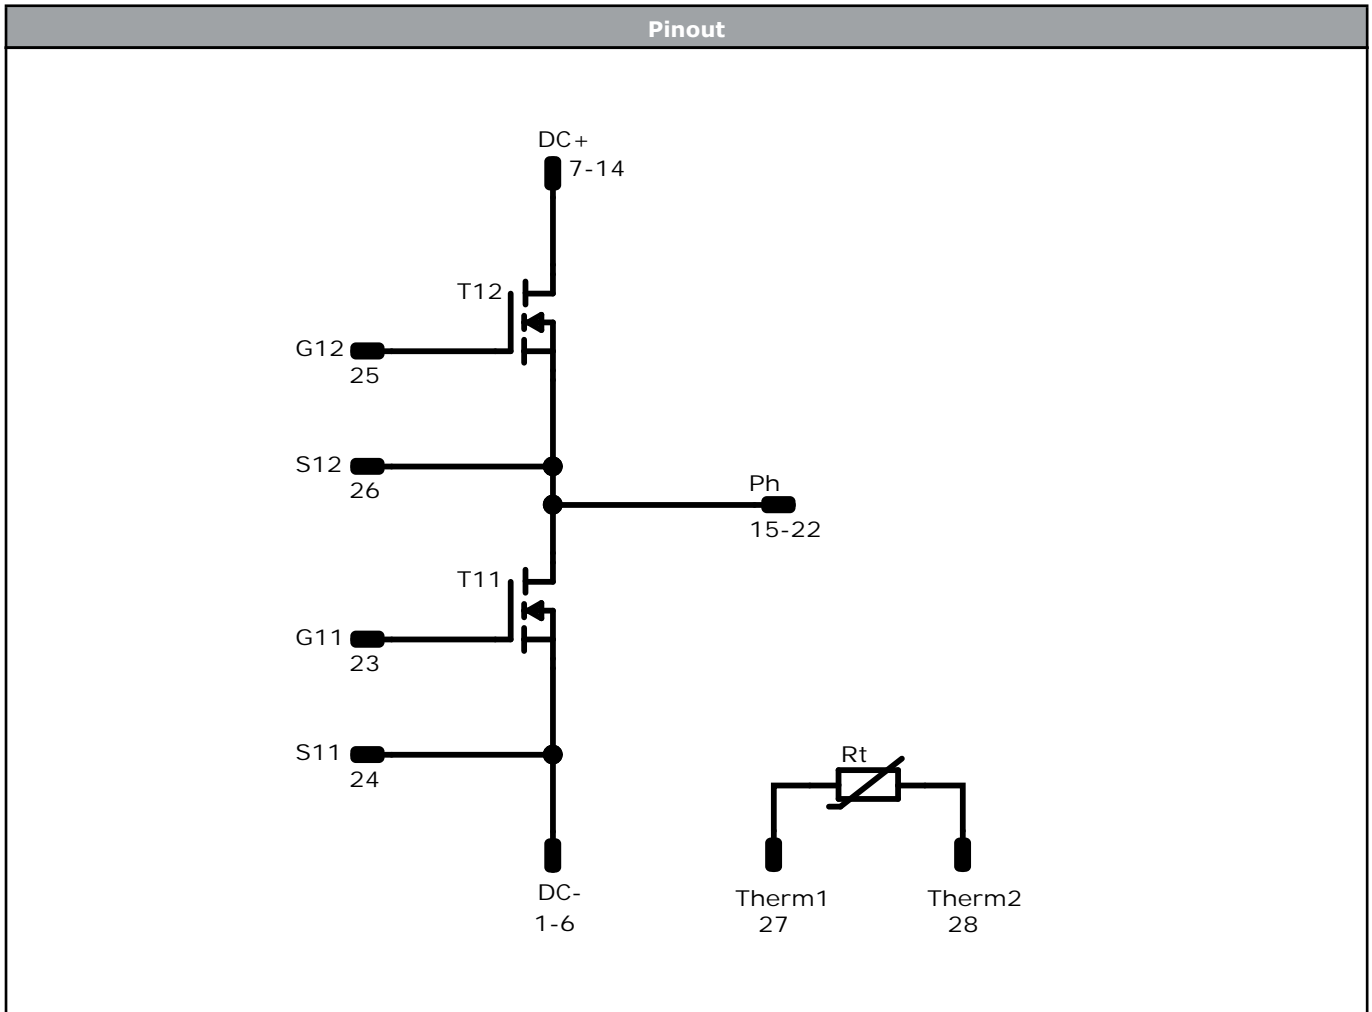 Pinout
DC+
7-14
T12
G12
25
S12
26
Ph
15-22
T11
G11
23
S11
24
Rt
DC-
1-6
Therm1
27
Therm2
28